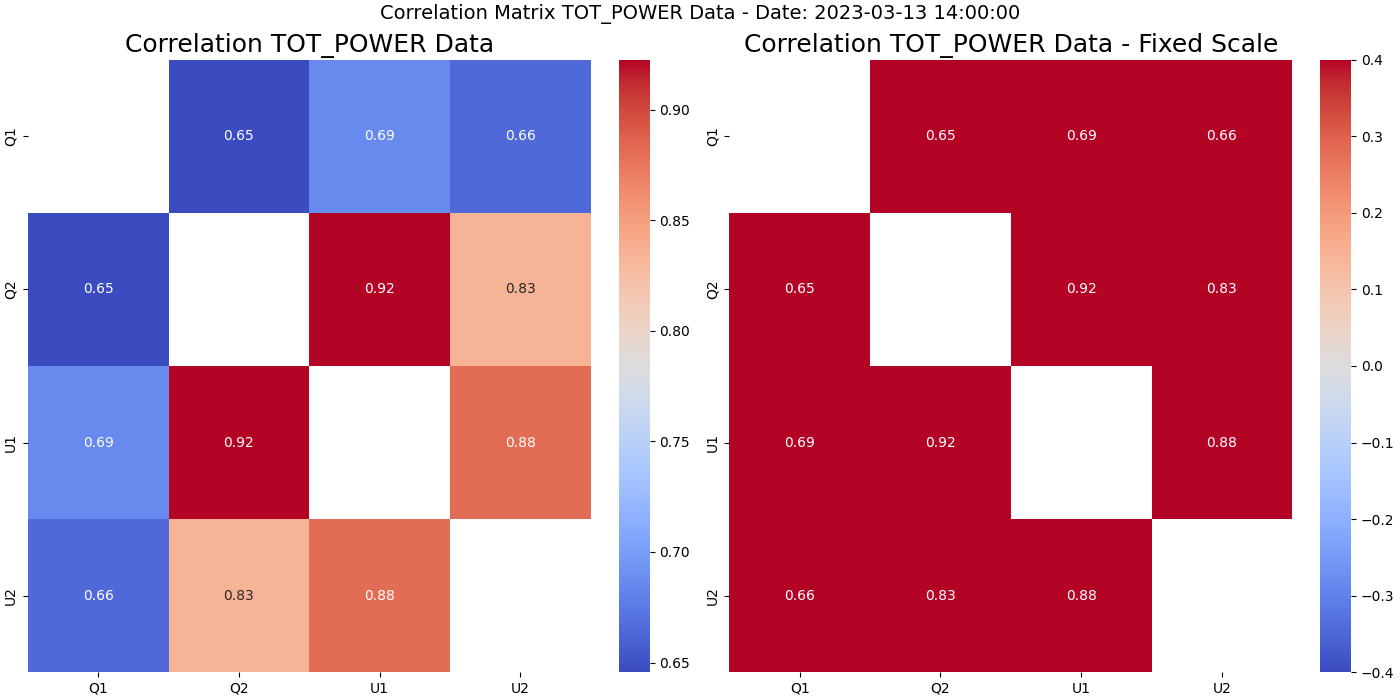 Correlation Matrix TOT_POWER Data - Date: 2023-03-13 14:00:00
Correlation TOT_POWER Data
Q1
0.65
0.69
0.66
Q2
0.65
0.92
0.83
U1
0.69
0.92
0.88
U2
0.66
0.83
0.88
Q1
Q2
U1
U2
0.90
0.85
0.80
0.75
0.70
0.65
Correlation TOT_POWER Data - Fixed Scale
Q1
0.65
0.69
0.66
Q2
0.65
0.92
0.83
U1
0.69
0.92
0.88
U2
0.66
0.83
0.88
Q1
Q2
U1
U2
0.4
0.3
0.2
0.1
0.0
−0.1
−0.2
−0.3
−0.4